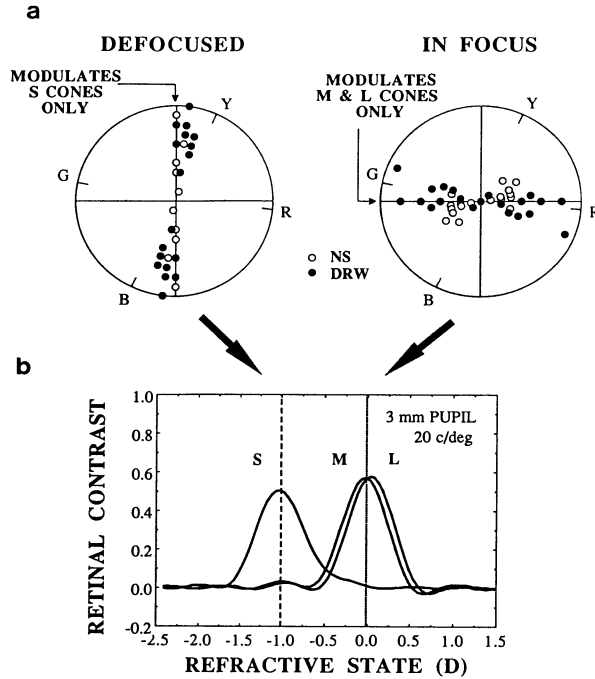 a
DEFOCUSED
IN FOCUS
MODULATES
S CONES
ONLY
MODULATES
M & L CONES
ONLY
Y
G
R
B
Y
G
R
B
NS
DRW
b
RETINAL CONTRAST
1.0
0.8
0.6
0.4
0.2
0.0
-0.2
3 mm PUPIL
20 c/deg
S
M
L
-2.5 -2.0 -1.5 -1.0 -0.5 0.0 0.5 1.0 1.5
REFRACTIVE STATE (D)